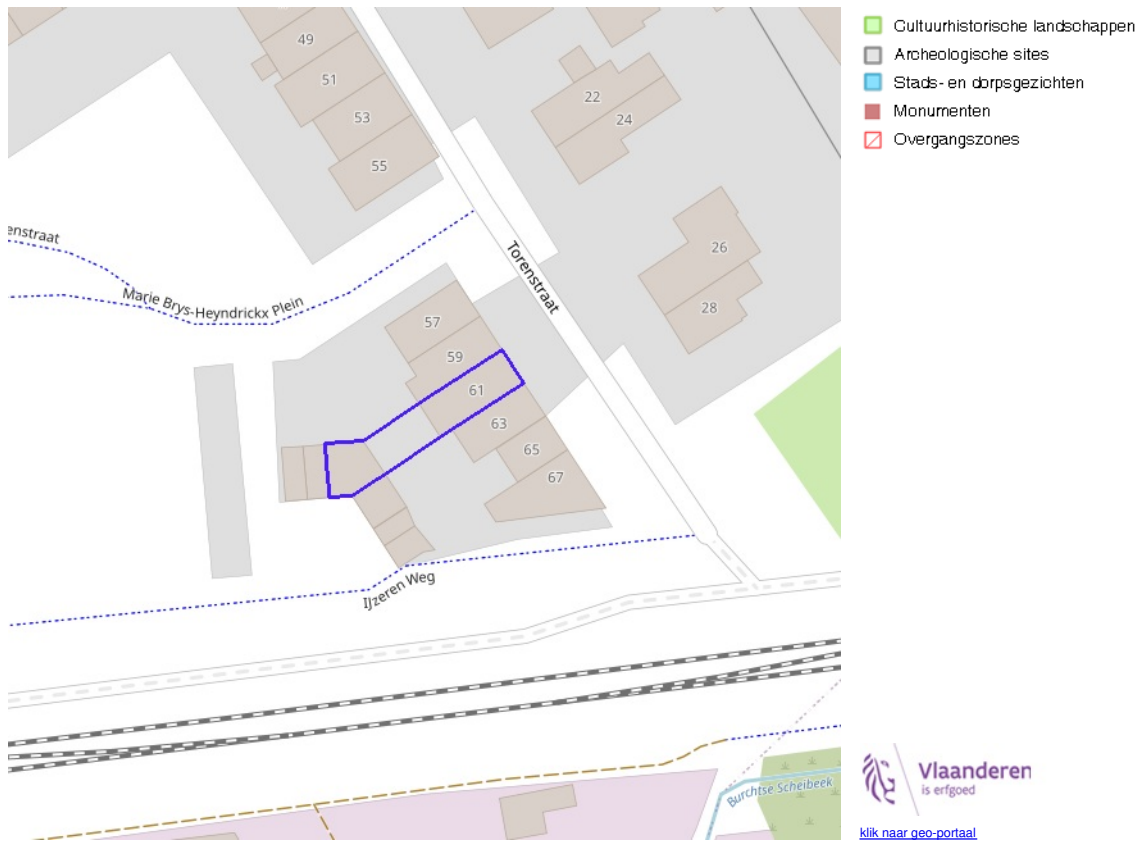 49
51
53
55
22
24
26
28
enstraat
Marie Brys-Heyndrickx Plein
Torenstraat
57
59
61
63
65
67
IJzeren Weg
Burchtse Scheibeek
Cultuurhistorische landschappen
Archeologische sites
Stads- en dorpsgezichten
Monumenten
Overgangszones
Vlaanderen
is erfgoed
klik naar geo-portaal